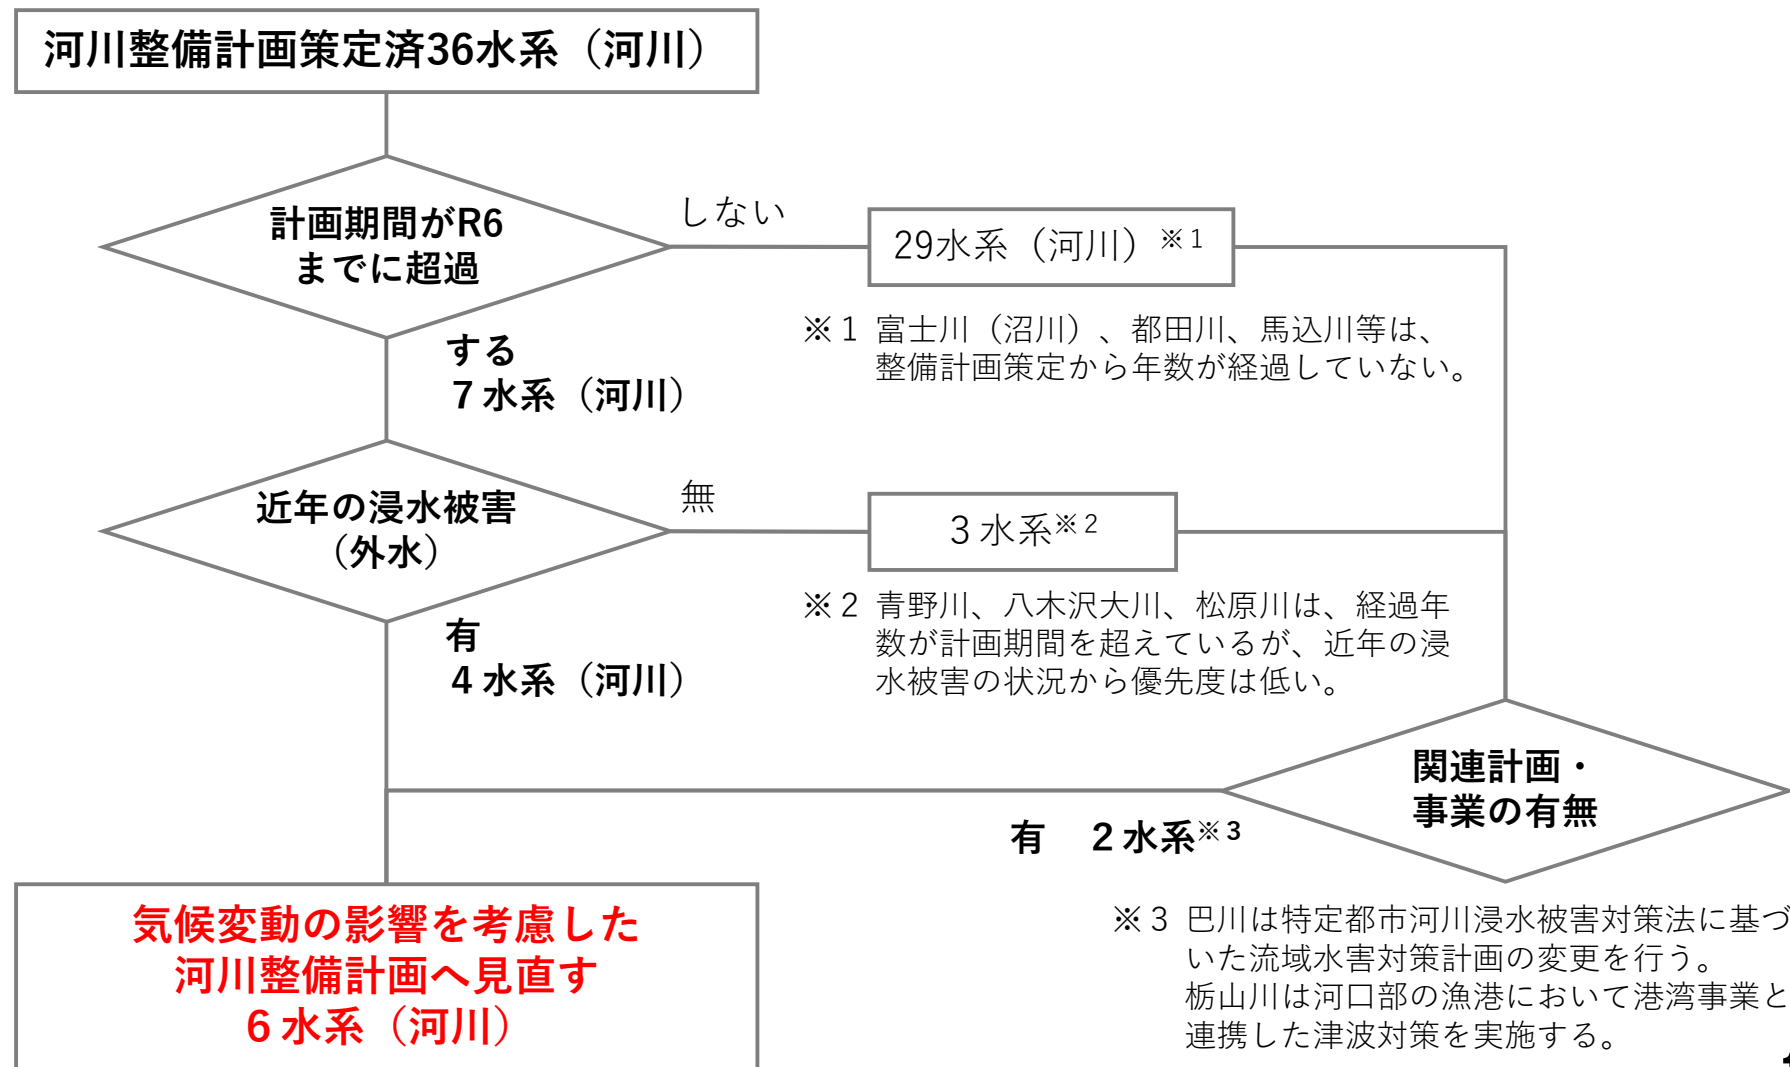 河川整備計画策定済36水系（河川）
計画期間がR6
までに超過
しない
29水系（河川）※1
※1 富士川（沼川）、都田川、馬込川等は、
整備計画策定から年数が経過していない。
する
7水系（河川）
近年の浸水被害
（外水）
無
3水系※2
※2 青野川、八木沢大川、松原川は、経過年
数が計画期間を超えているが、近年の浸
水被害の状況から優先度は低い。
有
4水系（河川）
関連計画・
事業の有無
有 2水系※3
気候変動の影響を考慮した
河川整備計画へ見直す
6水系（河川）
※3 巴川は特定都市河川浸水被害対策法に基づ
いた流域水害対策計画の変更を行う。
栃山川は河口部の漁港において港湾事業と
連携した津波対策を実施する。